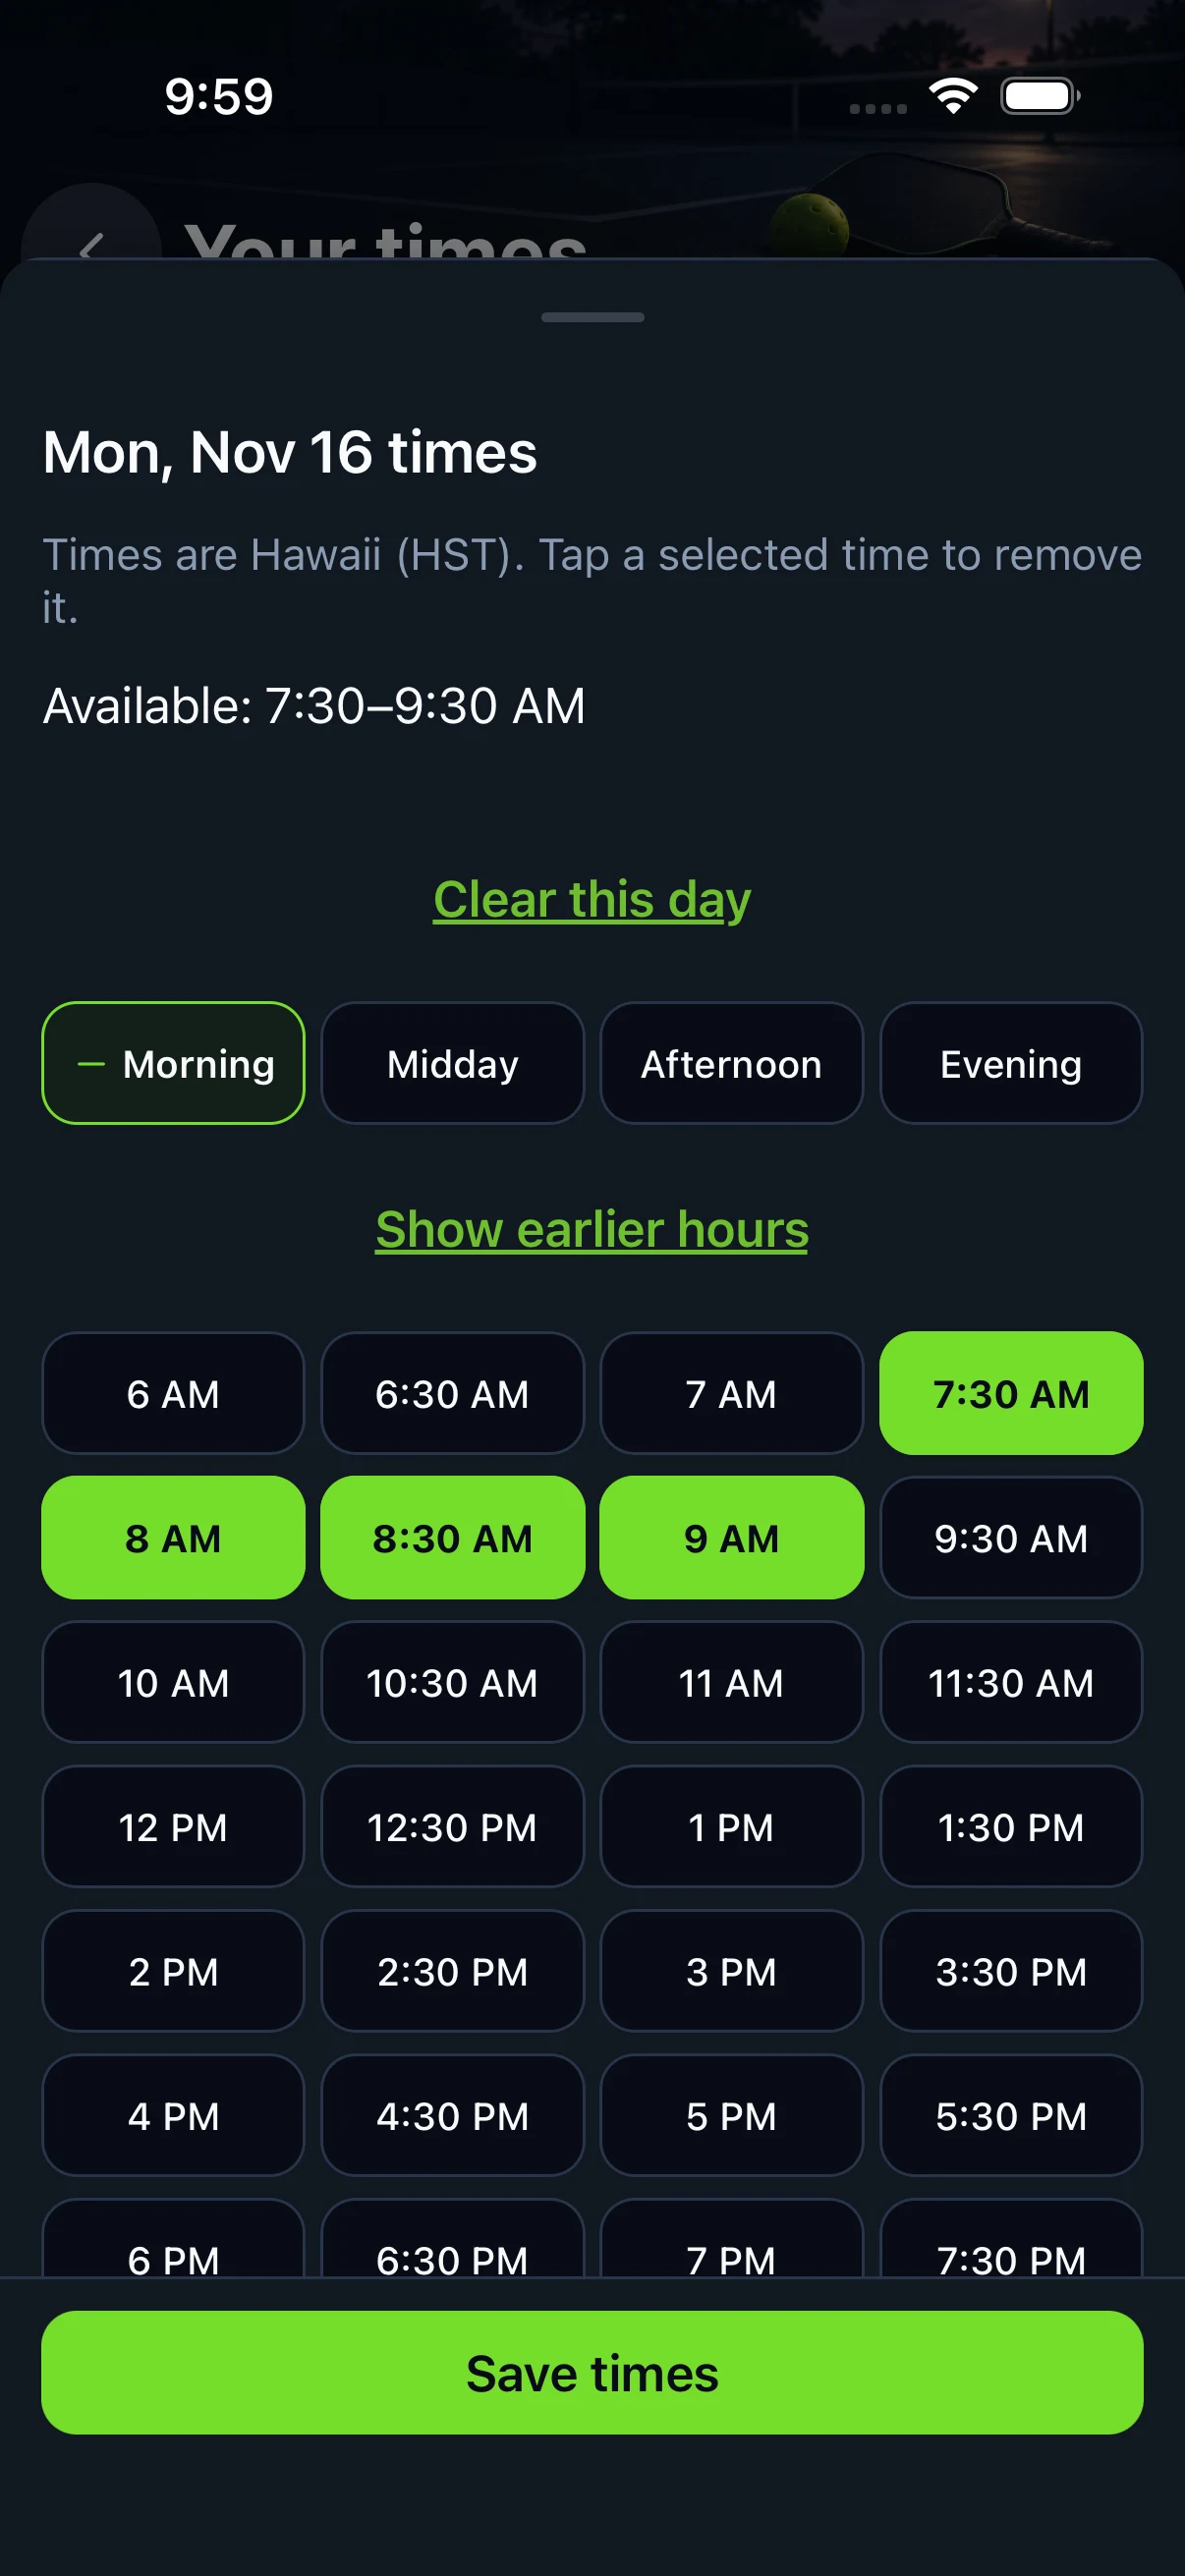 9:59
Your times
Mon, Nov 16 times
Times are Hawaii (HST). Tap a selected time to remove
it.
Available: 7:30–9:30 AM
Clear this day
Morning Midday Afternoon Evening
Show earlier hours
6 AM 6:30 AM 7 AM 7:30 AM
8 AM 8:30 AM 9 AM 9:30 AM
10 AM 10:30 AM 11 AM 11:30 AM
12 PM 12:30 PM 1 PM 1:30 PM
2 PM 2:30 PM 3 PM 3:30 PM
4 PM 4:30 PM 5 PM 5:30 PM
6 PM 6:30 PM 7 PM 7:30 PM
Save times